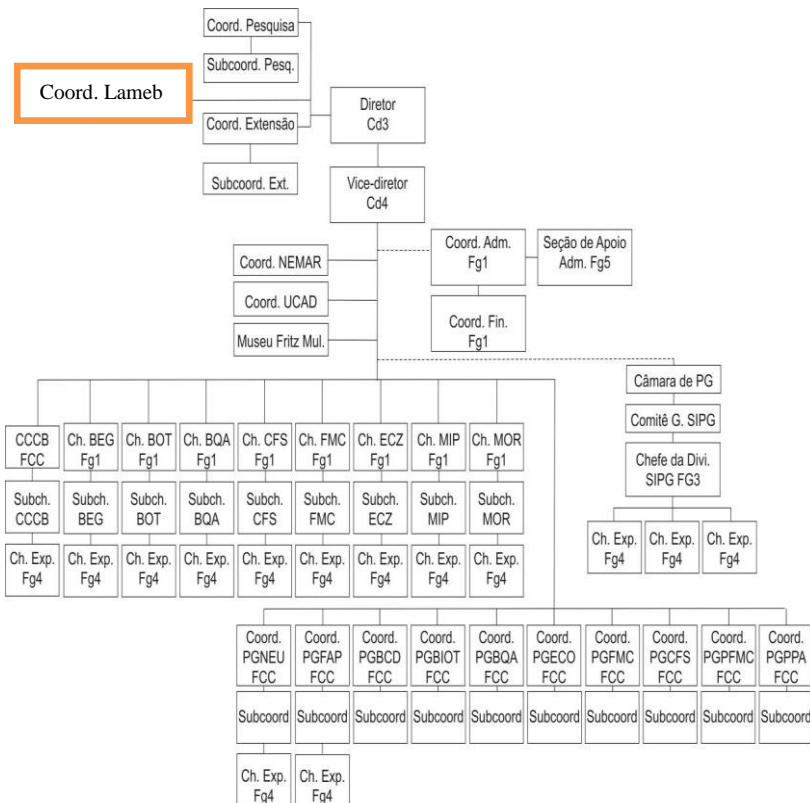 Coord. Pesquisa
Subcoord. Pesq.
Coord. Lameb
Coord. Extensão
Subcoord. Ext.
Diretor
Cd3
Vice-diretor
Cd4
Coord. NEMAR
Coord. UCAD
Museu Fritz Mul.
Coord. Adm.
Fg1
Seção de Apoio
Adm. Fg5
Coord. Fin.
Fg1
Câmara de PG
Comitê G. SIPG
Chefe da Divi.
SIPG FG3
Ch. Exp.
Fg4
Ch. Exp.
Fg4
Ch. Exp.
Fg4
CCCB
FCC
Ch. BEG
Fg1
Ch. BOT
Fg1
Ch. BQA
Fg1
Ch. CFS
Fg1
Ch. FMC
Fg1
Ch. ECZ
Fg1
Ch. MIP
Fg1
Ch. MOR
Fg1
Subch.
CCCB
Subch.
BEG
Subch.
BOT
Subch.
BQA
Subch.
CFS
Subch.
FMC
Subch.
ECZ
Subch.
MIP
Subch.
MOR
Ch. Exp.
Fg4
Ch. Exp.
Fg4
Ch. Exp.
Fg4
Ch. Exp.
Fg4
Ch. Exp.
Fg4
Ch. Exp.
Fg4
Ch. Exp.
Fg4
Ch. Exp.
Fg4
Ch. Exp.
Fg4
Coord.
PGNEU
FCC
Coord.
PGFAP
FCC
Coord.
PGBCD
FCC
Coord.
PGBIOT
FCC
Coord.
PGBQA
FCC
Coord.
PGECO
FCC
Coord.
PGFMC
FCC
Coord.
PGCFS
FCC
Coord.
PGPFMC
FCC
Coord.
PGPPA
FCC
Subcoord
Subcoord
Subcoord
Subcoord
Subcoord
Subcoord
Subcoord
Subcoord
Subcoord
Subcoord
Ch. Exp.
Fg4
Ch. Exp.
Fg4